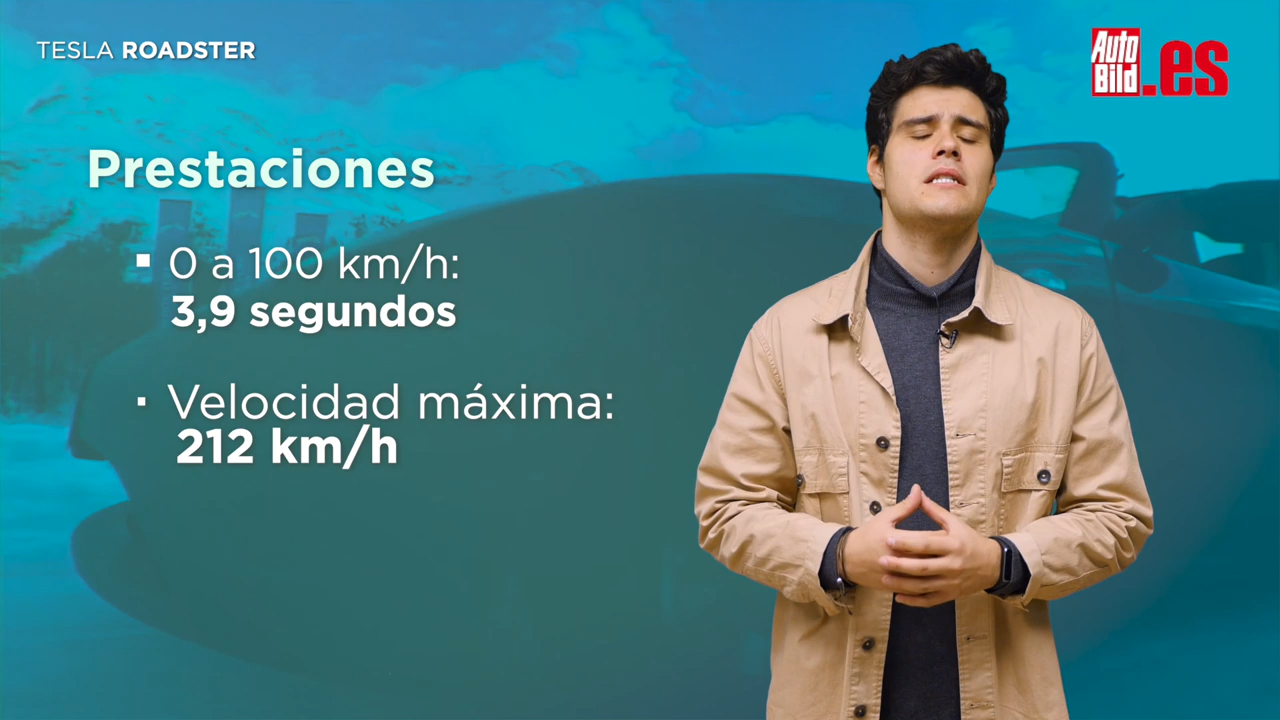 TESLA ROADSTER
Auto
Bild
.es
Prestaciones
0 a 100 km/h:
3,9 segundos
Velocidad máxima:
212 km/h